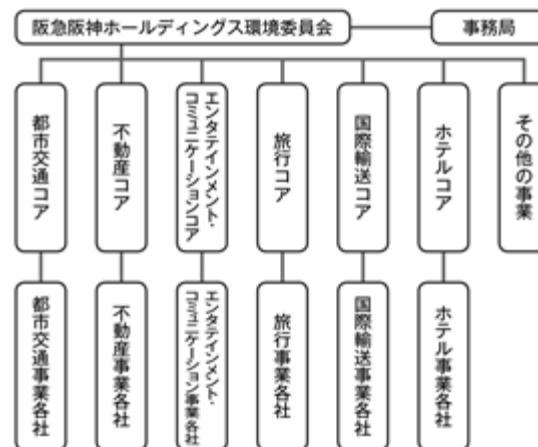 阪急阪神ホールディングス環境委員会
事務局
都市交通コア
不動産コア
エンタテインメント・
コミュニケーションコア
旅行コア
国際輸送コア
ホテルコア
その他の事業
都市交通事業各社
不動産事業各社
エンタテインメント・
コミュニケーション事業各社
旅行事業各社
国際輸送事業各社
ホテル事業各社